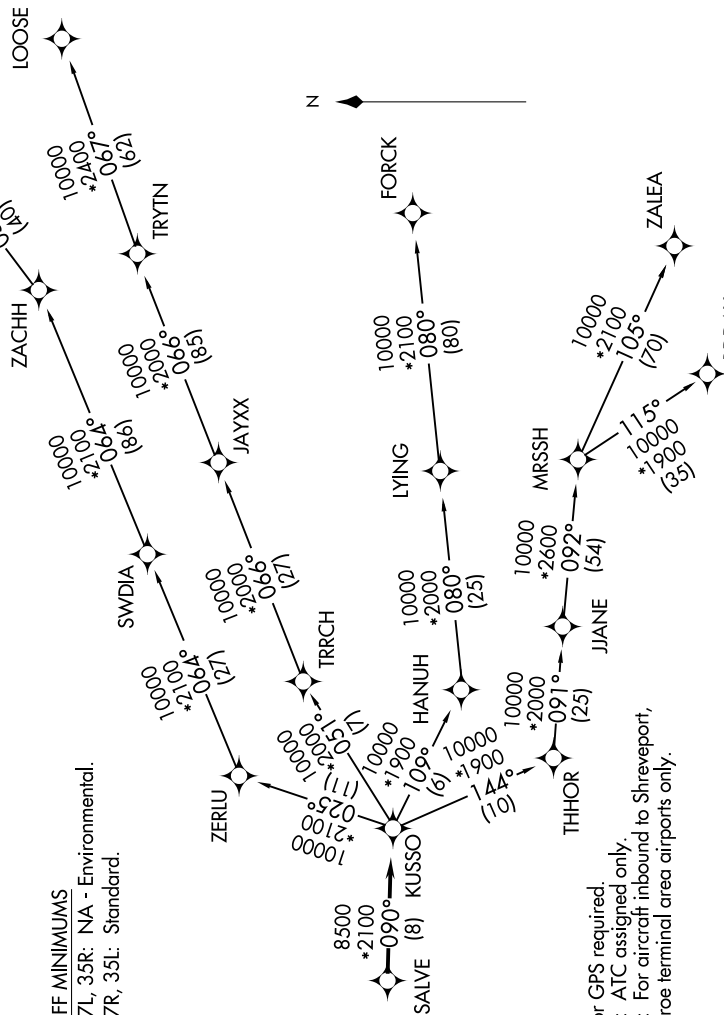 LOOSE
10000
*2400
067°
(62)
TRYTN
(40)
ZACHH
10000
*2100
064°
(86)
10000
*2000
066°
(85)
JAYXX
SWDIA
10000
*2000
066°
(27)
TRRCH
10000
*2100
064°
(27)
ZERLU
10000
*2000
051°
(7)
10000
*2100
025°
(11)
N
FORCK
10000
*2100
080°
(80)
LYING
10000
*2000
080°
(25)
HANUH
10000
*1900
109°
(6)
10000
*1900
144°
(10)
ZALEA
10000
*2100
105°
(70)
115°
10000
*1900
(35)
MRSSH
10000
*2600
092°
(54)
JJANE
10000
*2000
091°
(25)
THHOR
KUSSO
8500
*2100
090°
(8)
SALVE
FF MINIMUMS
7L, 35R: NA - Environmental.
7R, 35L: Standard.
or GPS required.
: ATC assigned only.
: For aircraft inbound to Shreveport,
roe terminal area airports only.